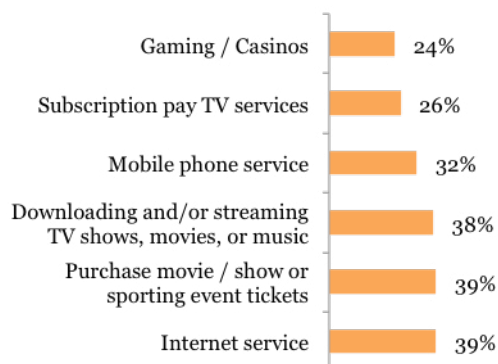 Gaming / Casinos 24%
Subscription pay TV services 26%
Mobile phone service 32%
Downloading and/or streaming
TV shows, movies, or music 38%
Purchase movie / show or
sporting event tickets 39%
Internet service 39%